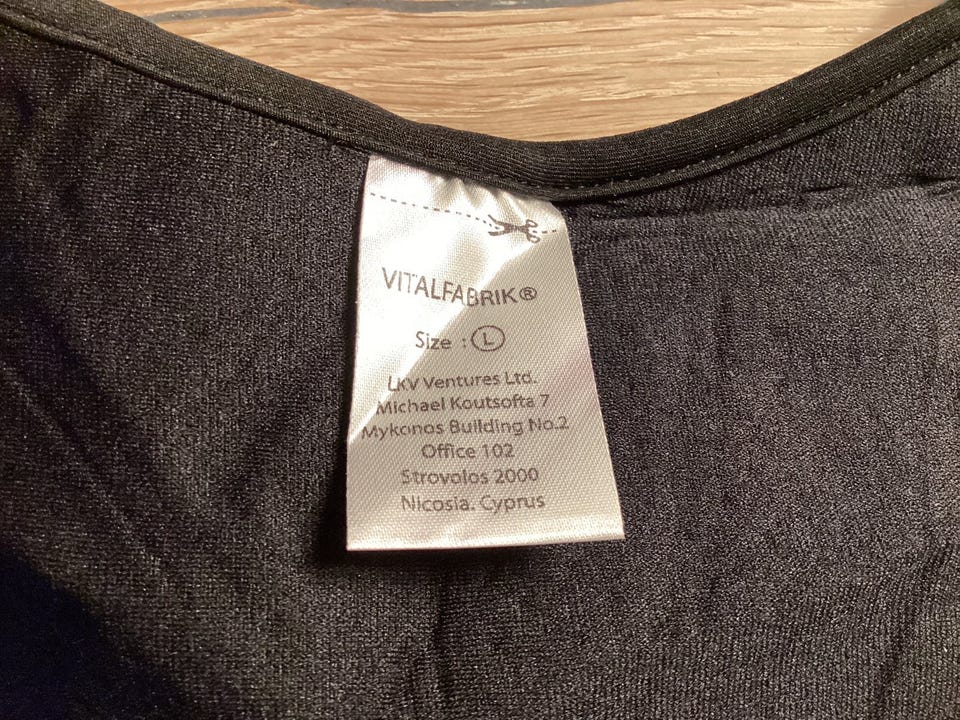 VITALFABRIK®
Size : L
LKV Ventures Ltd.
Michael Koutsofta 7
Mykonos Building No.2
Office 102
Strovolos 2000
Nicosia. Cyprus